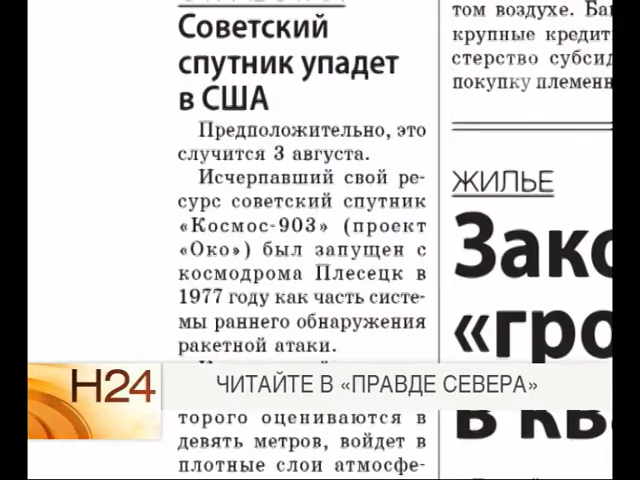 Советский
спутник упадет
в США
Предположительно, это
случится 3 августа.
Исчерпавший свой ре-
сурс советский спутник
«Космос-903» (проект
«Око») был запущен с
космодрома Плесецк в
1977 году как часть систе-
мы раннего обнаружения
ракетной атаки.
торого оцениваются в
девять метров, войдет в
плотные слои атмосфе-
том воздухе.
крупные кредит
стерство субсид
покупку племенн
ЖИЛЬЕ
Зако
«гро
в ква
Н24
ЧИТАЙТЕ В «ПРАВДЕ СЕВЕРА»